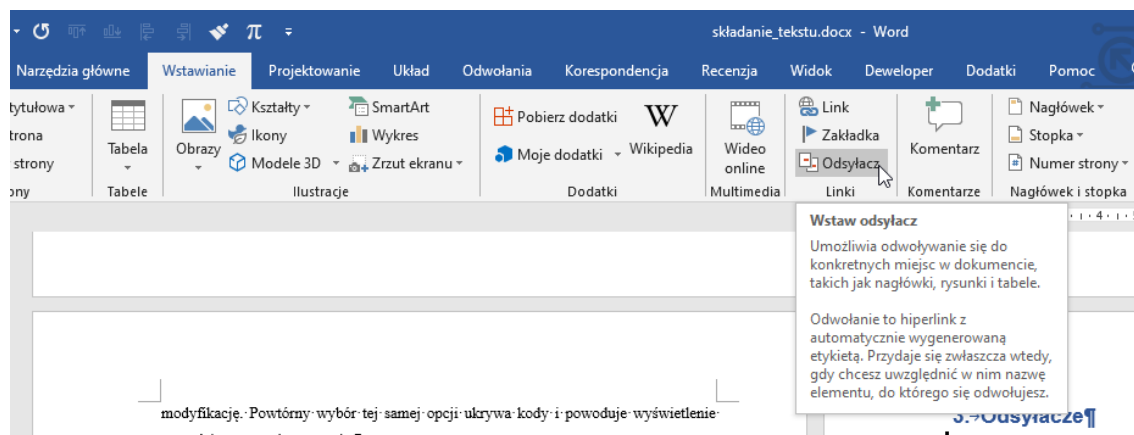 składanie_tekstu.docx - Word
Narzędzia główne Wstawianie Projektowanie Układ Odwołania Korespondencja Recenzja Widok Deweloper Dodatki Pomoc
tytułowa Kształty SmartArt Pobierz dodatki W Link Nagłówek
trona Tabela Obrazy Ikony Wykres Wikipedia Wideo online Zakładka Komentarz Stopka
strony Modele 3D Zrzut ekranu Moje dodatki Odsyłacz Numer strony
ony Tabele Ilustracje Dodatki Multimedia Linki Komentarze Nagłówek i stopka
Wstaw odsyłacz
Umożliwia odwoływanie się do
konkretnych miejsc w dokumencie,
takich jak nagłówki, rysunki i tabele.
Odwołanie to hiperlink z
automatycznie wygenerowaną
etykietą. Przydaje się zwłaszcza wtedy,
gdy chcesz uwzględnić w nim nazwę
elementu, do którego się odwołujesz.
modyfikację. Powtórny wybór tej samej opcji ukrywa kody i powoduje wyświetlenie
3. Odsyłacze¶